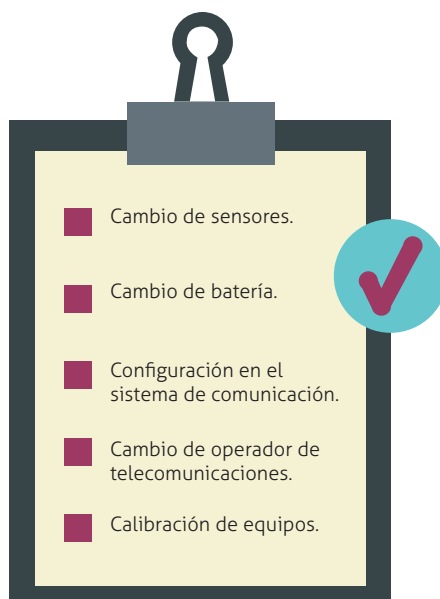 Cambio de sensores.
Cambio de batería.
Configuración en el
sistema de comunicación.
Cambio de operador de
telecomunicaciones.
Calibración de equipos.